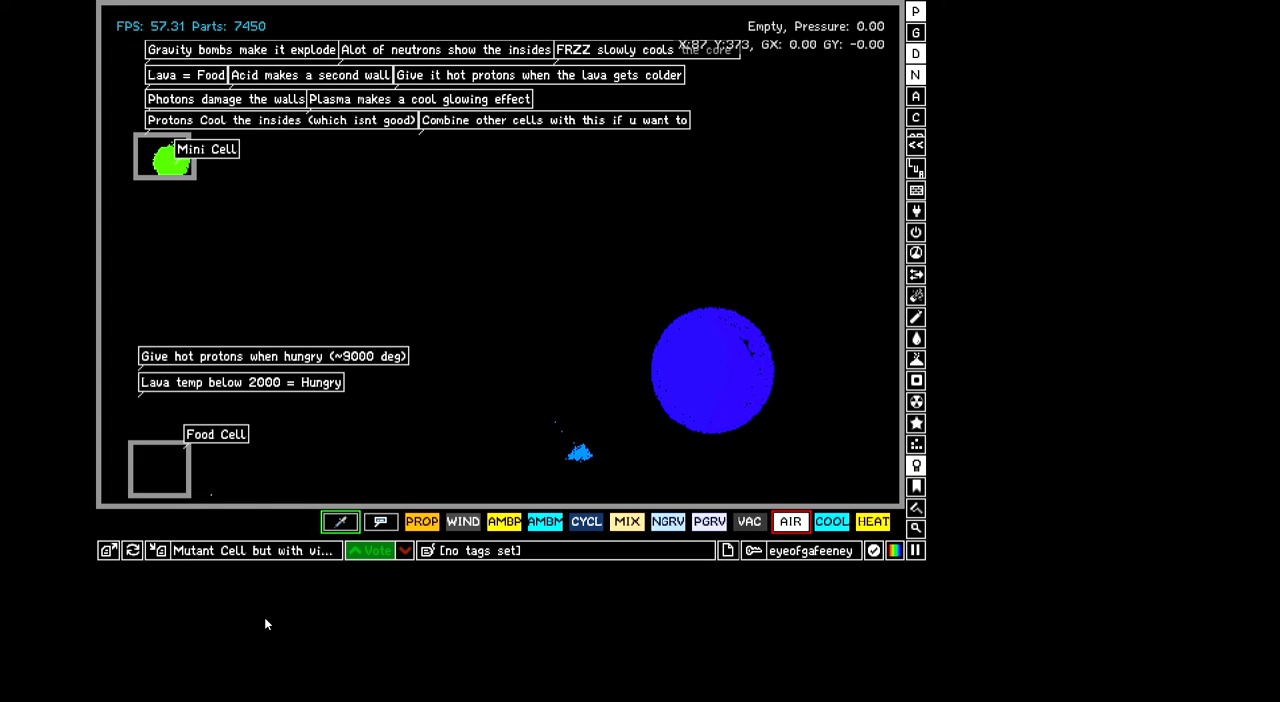 FPS: 57.31 Parts: 7450
Empty, Pressure: 0.00
X:87 Y:373, GX: 0.00 GY: -0.00
Gravity bombs make it explode Alot of neutrons show the insides FRZZ slowly cools the core
Lava = Food Acid makes a second wall Give it hot protons when the lava gets colder
Photons damage the walls Plasma makes a cool glowing effect
Protons Cool the insides (which isnt good) Combine other cells with this if u want to
Mini Cell
Give hot protons when hungry (~9000 deg)
Lava temp below 2000 = Hungry
Food Cell
PROP WIND AMBP AMBM CYCL MIX NGRV PGRV VAC AIR COOL HEAT
Mutant Cell but with vi... Vote [no tags set] eyeofgafeeney
P
G
D
N
A
C
<<
LUA